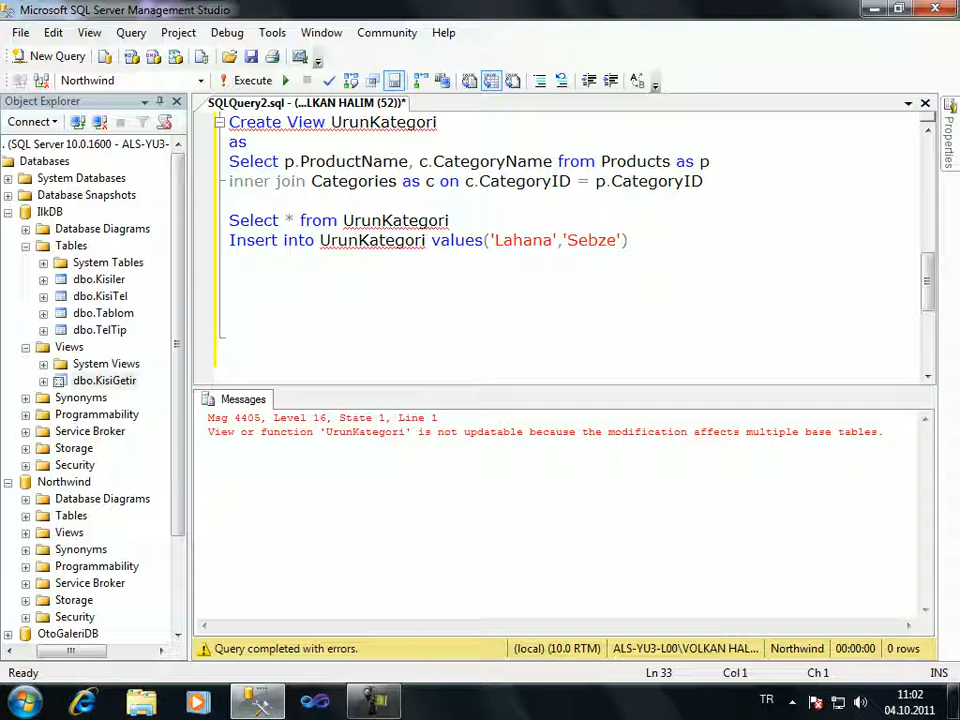 Microsoft SQL Server Management Studio
File Edit View Query Project Debug Tools Window Community Help
New Query
Northwind Execute
Object Explorer
SQLQuery2.sql - (...LKAN HALIM (52))*
Connect
. (SQL Server 10.0.1600 - ALS-YU3-
Databases
System Databases
Database Snapshots
IlkDB
Database Diagrams
Tables
System Tables
dbo.Kisiler
dbo.KisiTel
dbo.Tablom
dbo.TelTip
Views
System Views
dbo.KisiGetir
Synonyms
Programmability
Service Broker
Storage
Security
Northwind
Database Diagrams
Tables
Views
Synonyms
Programmability
Service Broker
Storage
Security
OtoGaleriDB
Create View UrunKategori
as
Select p.ProductName, c.CategoryName from Products as p
inner join Categories as c on c.CategoryID = p.CategoryID
Select * from UrunKategori
Insert into UrunKategori values('Lahana','Sebze')
Properties
Messages
Msg 4405, Level 16, State 1, Line 1
View or function 'UrunKategori' is not updatable because the modification affects multiple base tables.
Query completed with errors. (local) (10.0 RTM) ALS-YU3-L00\VOLKAN HAL... Northwind 00:00:00 0 rows
Ready Ln 33 Col 1 Ch 1 INS
TR 11:02
04.10.2011